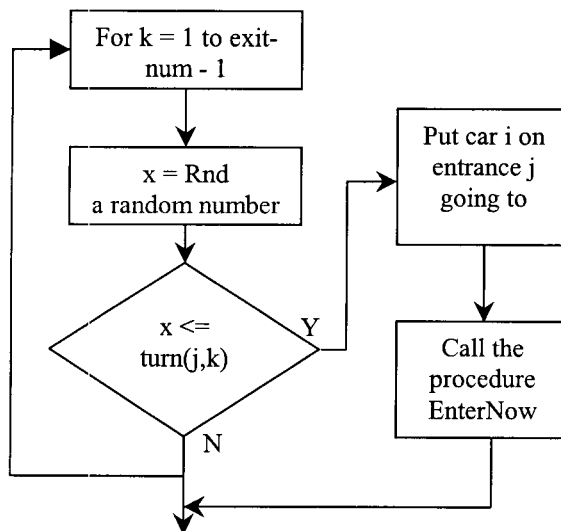 For k = 1 to exit-
num - 1
x = Rnd
a random number
x <=
turn(j,k)
Y
N
Put car i on
entrance j
going to
Call the
procedure
EnterNow